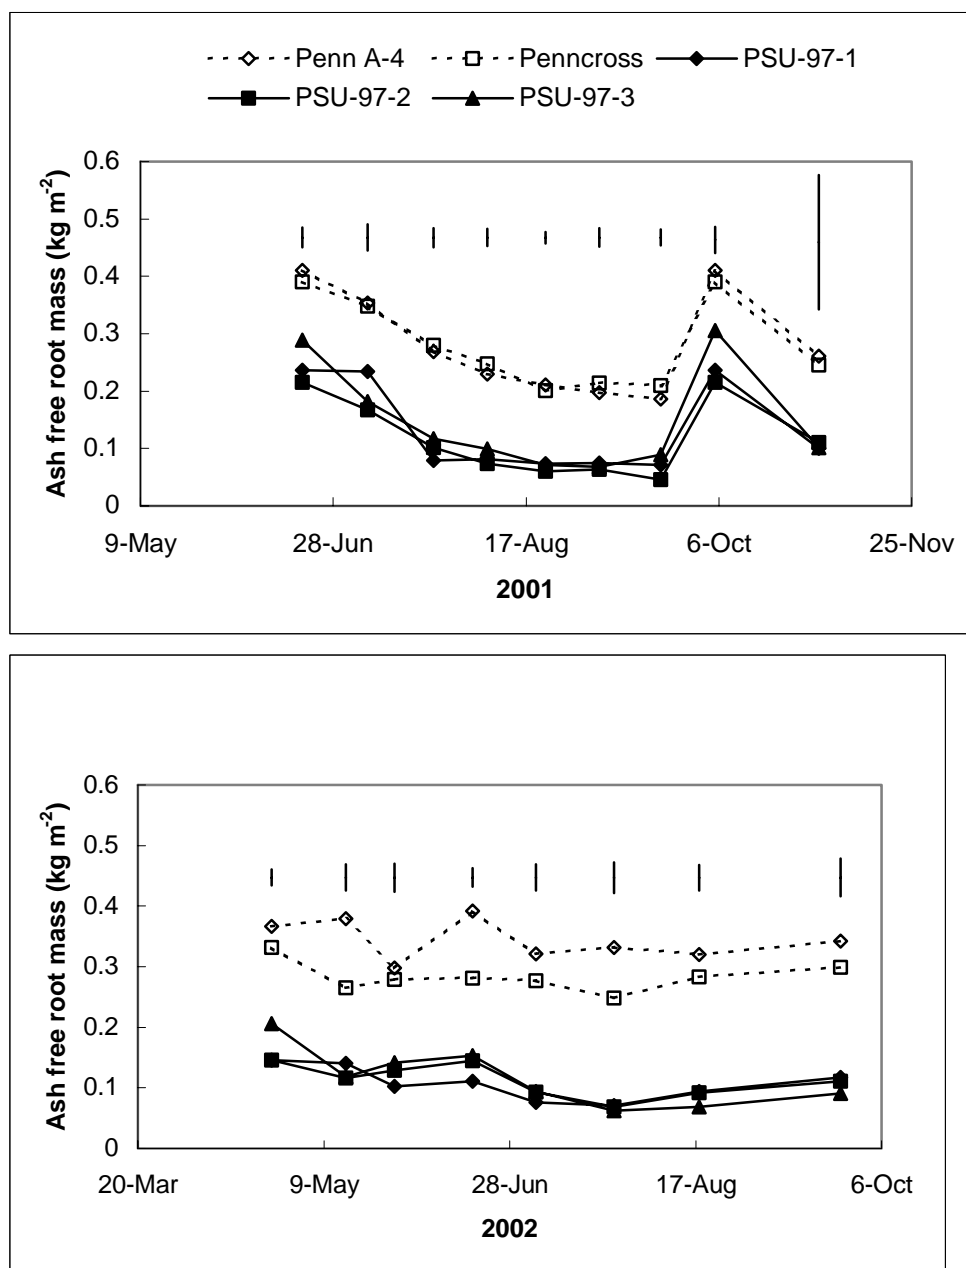 Penn A-4 Penncross PSU-97-1
PSU-97-2 PSU-97-3
0.6
0.5
0.4
0.3
0.2
0.1
0
Ash free root mass (kg m-2)
9-May 28-Jun 17-Aug 6-Oct 25-Nov
2001
0.6
0.5
0.4
0.3
0.2
0.1
0
Ash free root mass (kg m-2)
20-Mar 9-May 28-Jun 17-Aug 6-Oct
2002